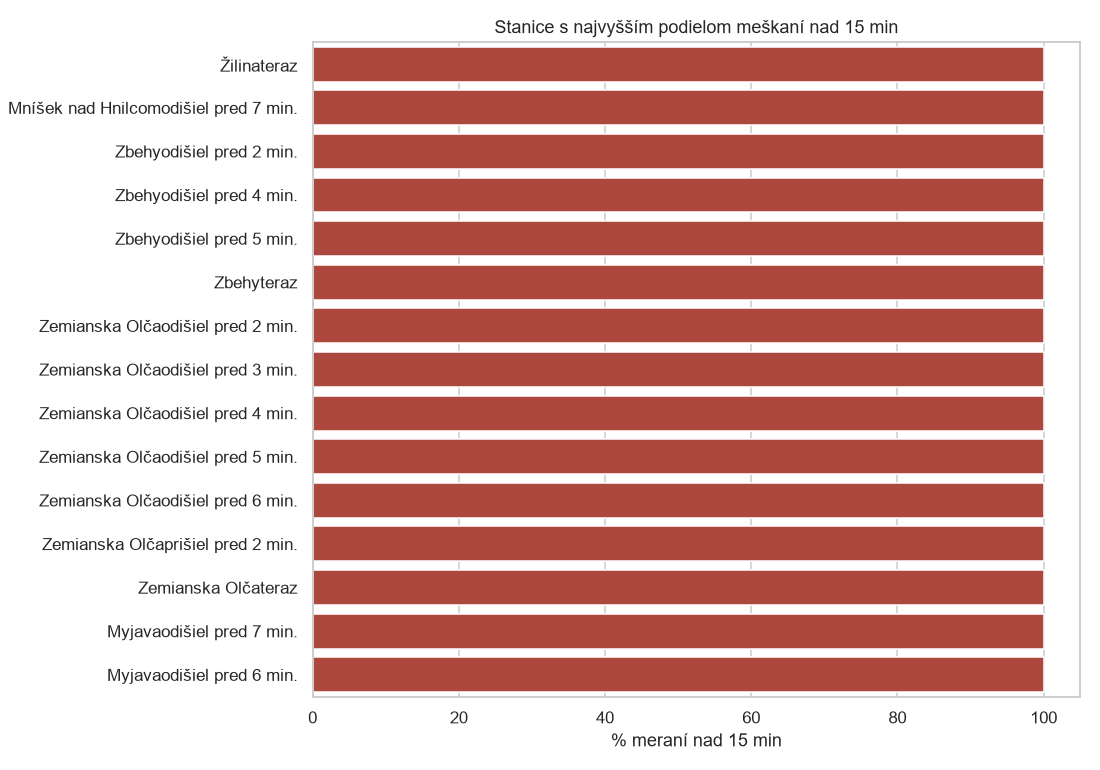 Stanice s najvyšším podielom meškaní nad 15 min
Žilinateraz
Mníšek nad Hnilcomodišiel pred 7 min.
Zbehyodišiel pred 2 min.
Zbehyodišiel pred 4 min.
Zbehyodišiel pred 5 min.
Zbehyteraz
Zemianska Olčaodišiel pred 2 min.
Zemianska Olčaodišiel pred 3 min.
Zemianska Olčaodišiel pred 4 min.
Zemianska Olčaodišiel pred 5 min.
Zemianska Olčaodišiel pred 6 min.
Zemianska Olčaprišiel pred 2 min.
Zemianska Olčateraz
Myjavaodišiel pred 7 min.
Myjavaodišiel pred 6 min.
0 20 40 60 80 100
% meraní nad 15 min